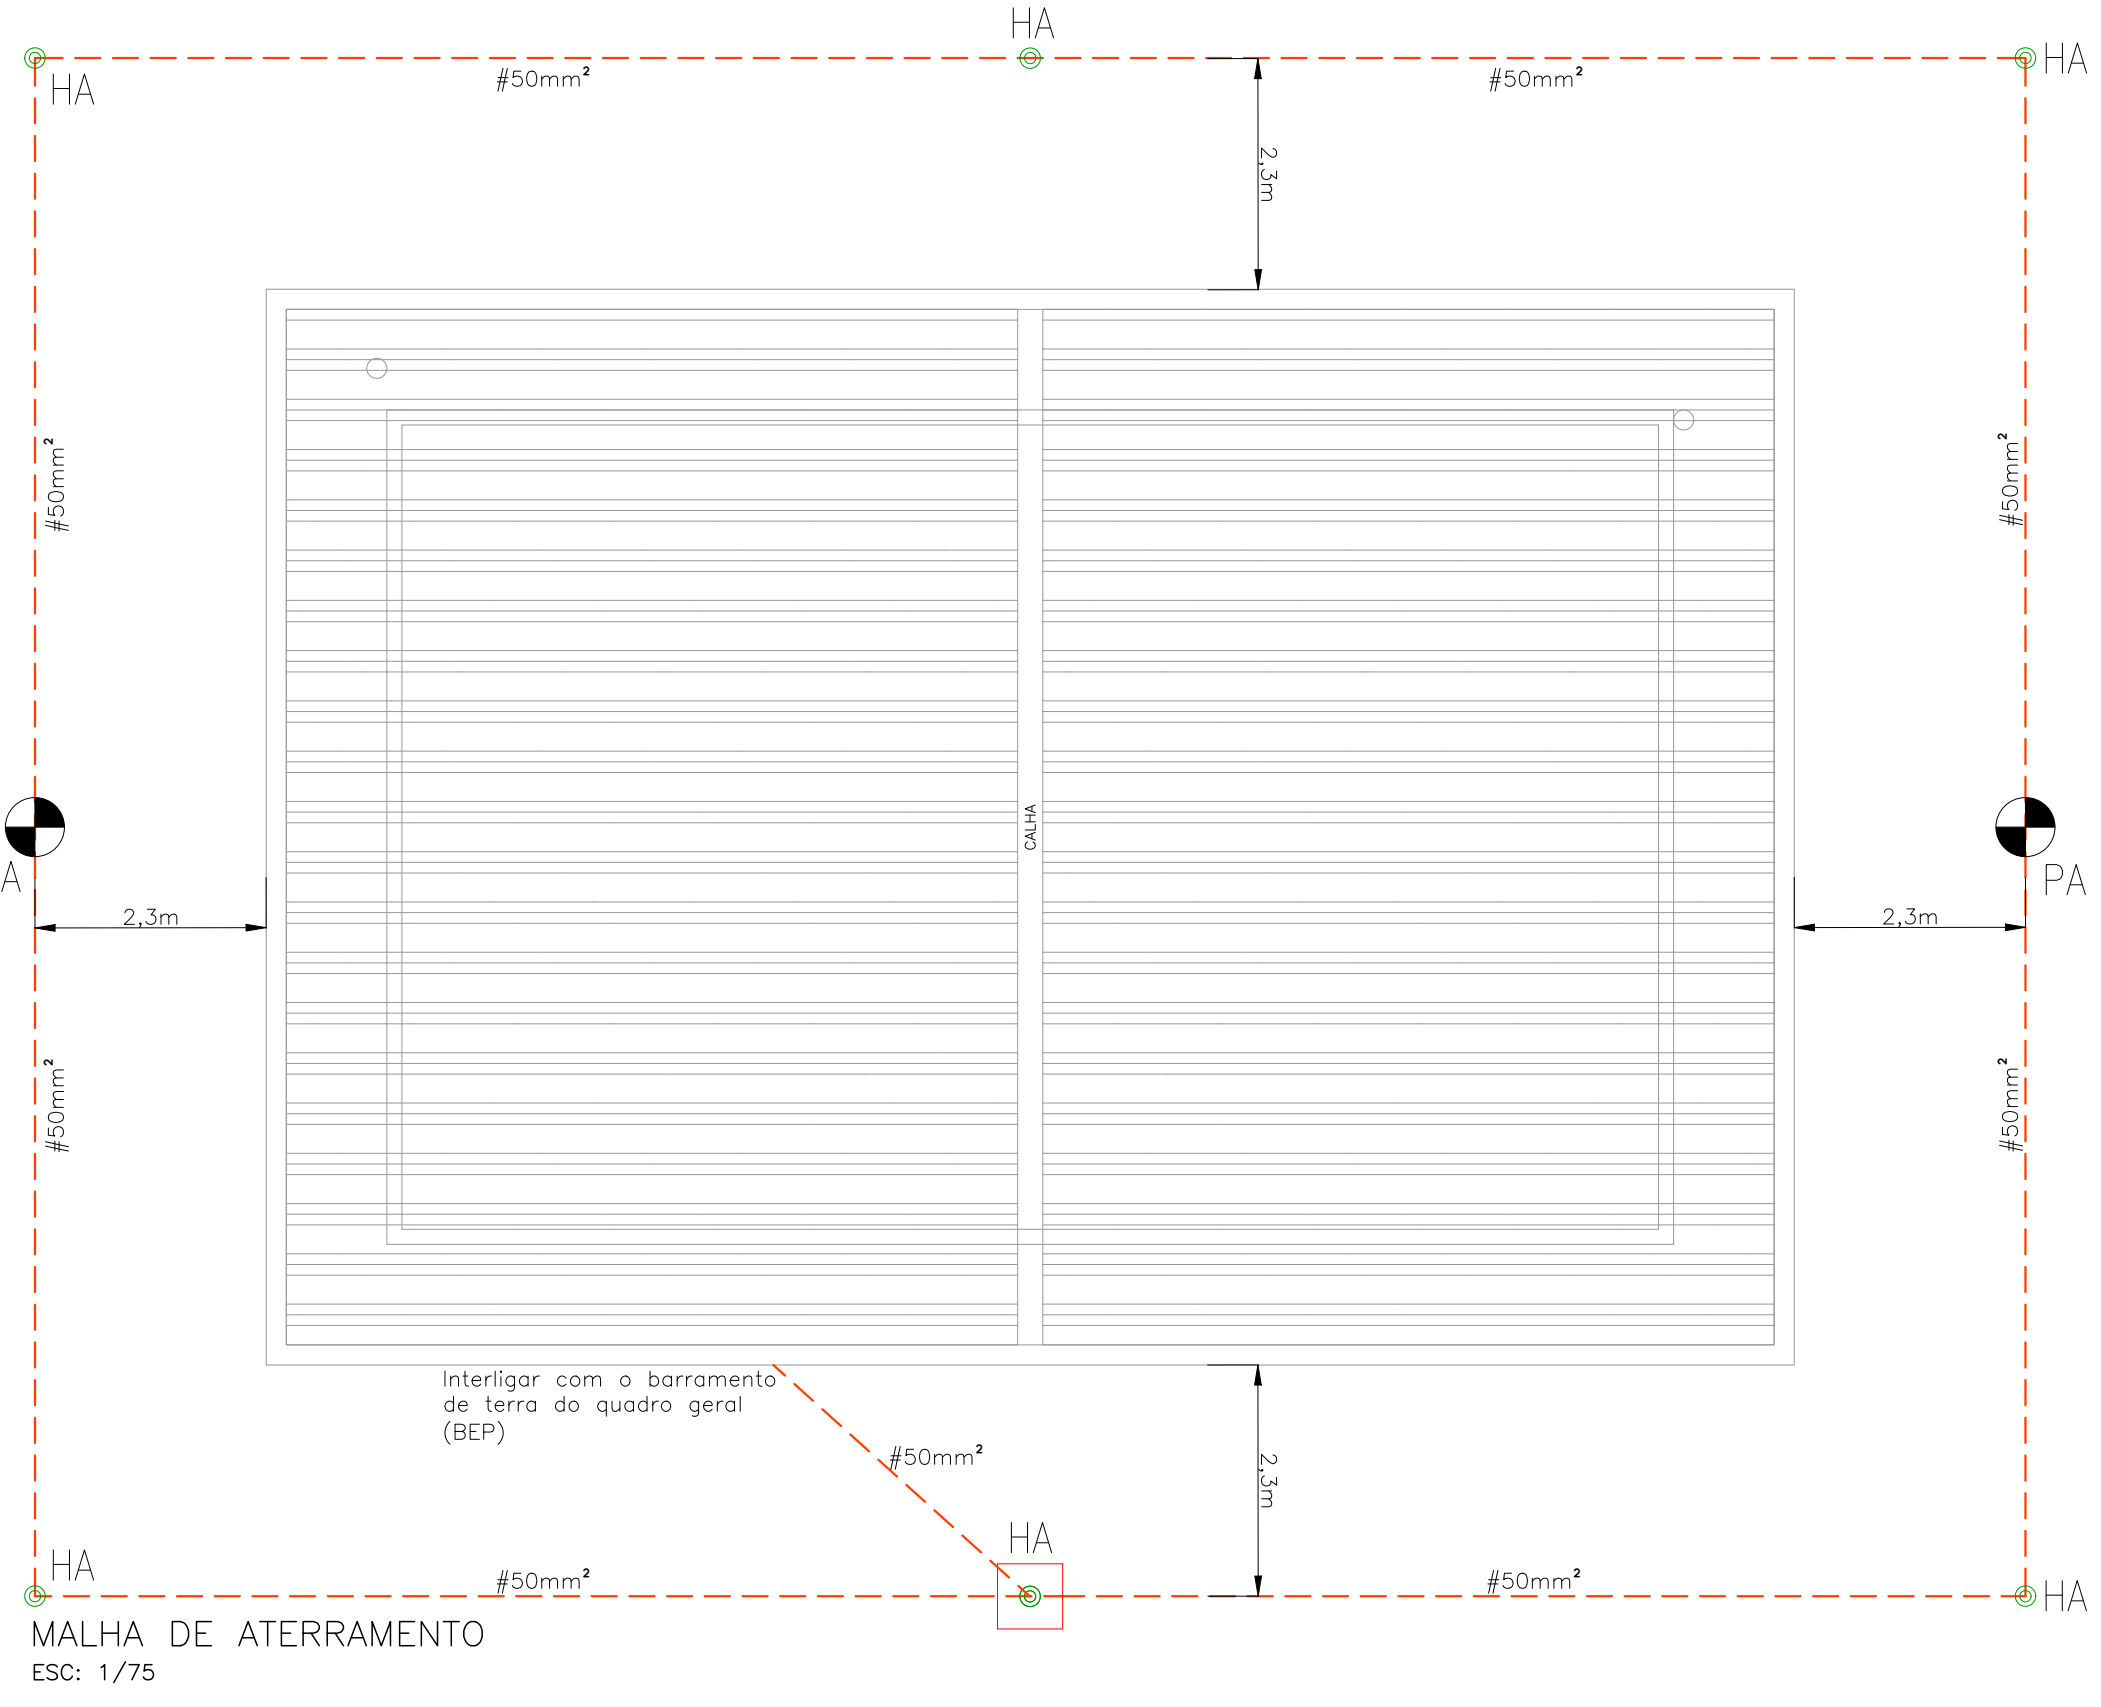 HA
HA
HA
#50mm²
#50mm²
2,3m
#50mm²
#50mm²
CALHA
A
PA
2,3m
2,3m
#50mm²
#50mm²
Interligar com o barramento
de terra do quadro geral
(BEP)
#50mm²
2,3m
HA
HA
#50mm²
#50mm²
HA
MALHA DE ATERRAMENTO
ESC: 1/75